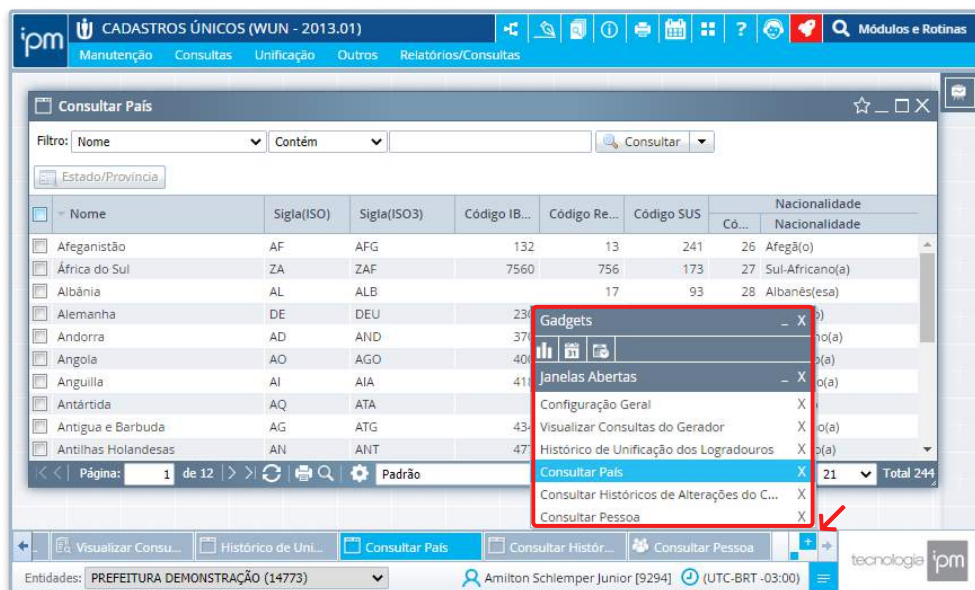 ipm CADASTROS ÚNICOS (WUN - 2013.01) ? Módulos e Rotinas
Manutenção Consultas Unificação Outros Relatórios/Consultas
Consultar País
Filtro: Nome Contém Consultar
Estado/Província
Nome Sigla(ISO) Sigla(ISO3) Código IB... Código Re... Código SUS Nacionalidade
Có... Nacionalidade
Afeganistão AF AFG 132 13 241 26 Afegã(o)
África do Sul ZA ZAF 7560 756 173 27 Sul-Africano(a)
Albânia AL ALB 17 93 28 Albanês(esa)
Alemanha DE DEU
Andorra AD AND
Angola AO AGO
Anguilla AI AIA
Antártida AQ ATA
Antigua e Barbuda AG ATG
Antilhas Holandesas AN ANT
Gadgets _ X
31
Janelas Abertas _ X
Configuração Geral X
Visualizar Consultas do Gerador X
Histórico de Unificação dos Logradouros X
Consultar País X
Consultar Históricos de Alterações do C... X
Consultar Pessoa X
Página: 1 de 12 Padrão 21 Total 244
... Visualizar Consu... Histórico de Uni... Consultar País Consultar Histór... Consultar Pessoa +
Entidades: PREFEITURA DEMONSTRAÇÃO (14773) Amilton Schlemper Junior [9294] (UTC-BRT -03:00)
tecnologia ipm